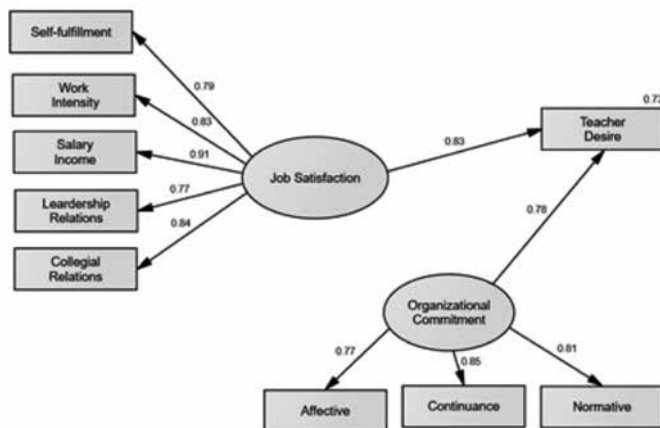 Self-fulfillment
Work
Intensity
Salary
Income
Leardership
Relations
Collegial
Relations
0.79
0.83
0.91
0.77
0.84
Job Satisfaction
0.83
0.73
Teacher
Desire
0.78
Organizational
Commitment
0.77
0.85
0.81
Affective
Continuance
Normative